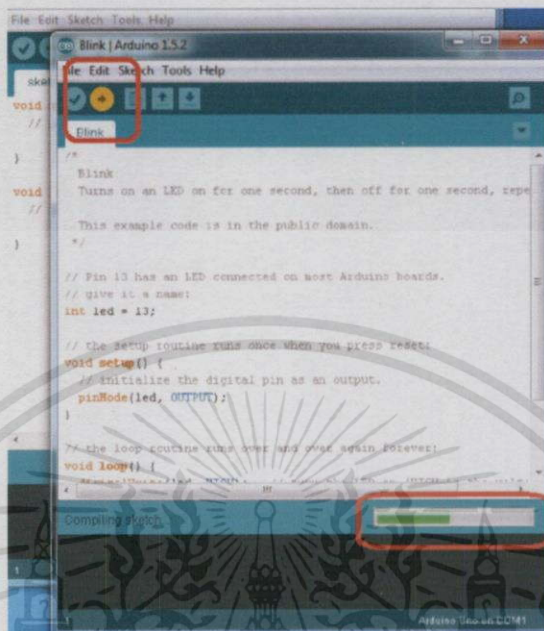 File Edit Sketch Tools Help
Blink | Arduino 1.5.2
File Edit Sketch Tools Help
sket
Blink
void
//
}
void
//
}
/*
Blink
Turns on an LED on for one second, then off for one second, repe
This example code is in the public domain.
*/
// Pin 13 has an LED connected on most Arduino boards.
// give it a name:
int led = 13;
// the setup routine runs once when you press reset:
void setup() {
// initialize the digital pin as an output.
pinMode(led, OUTPUT);
}
// the loop routine runs over and over again forever:
void loop() {
Compiling sketch
1
1
Arduino Uno on COM1